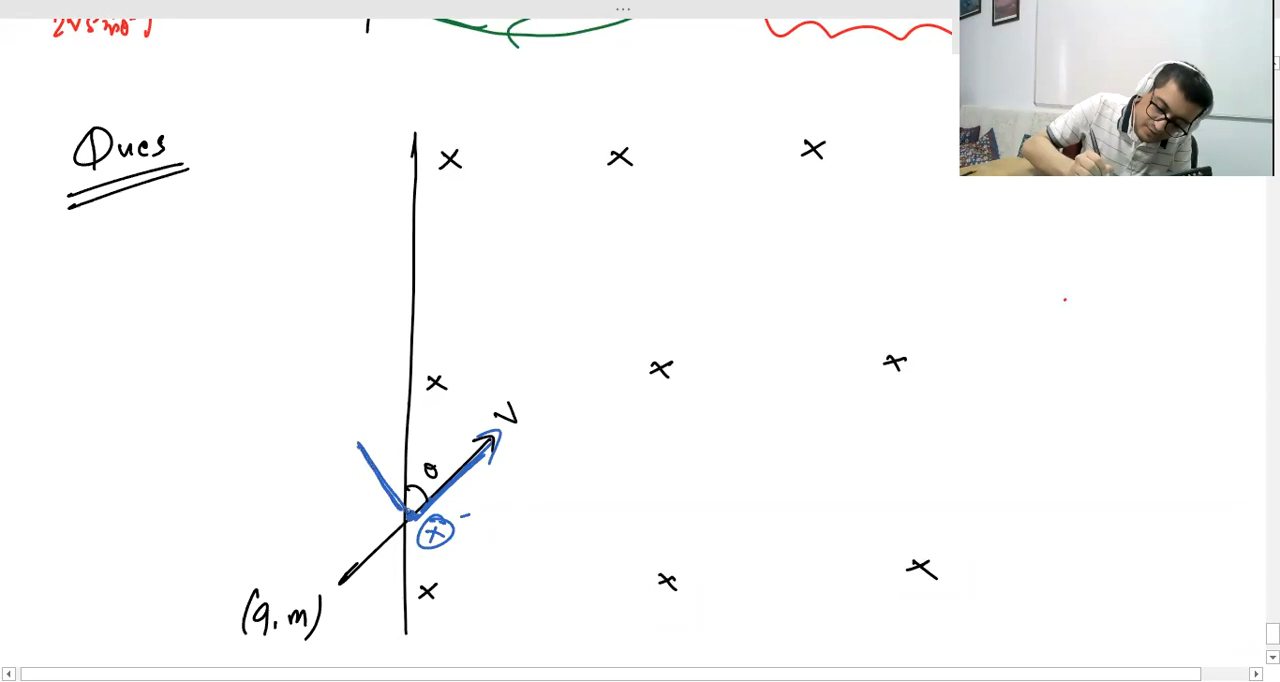 Ques
x x x
x x x
V
θ
x
x x x
(q, m)